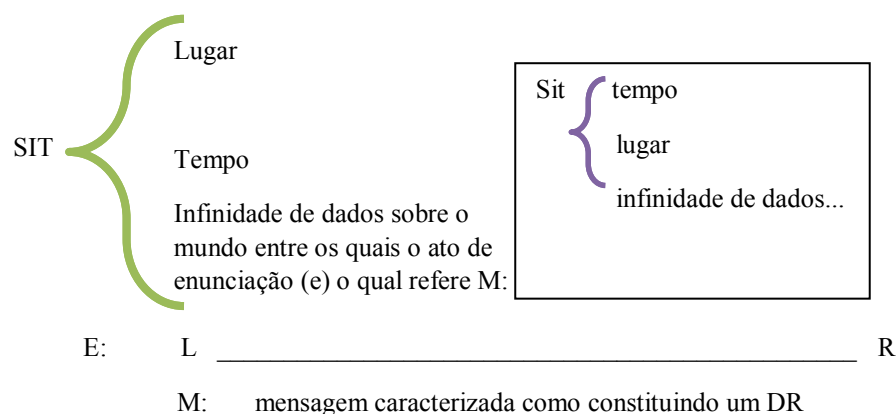 Lugar
SIT
Tempo
Infinidade de dados sobre o
mundo entre os quais o ato de
enunciação (e) o qual refere M:
Sit tempo
lugar
infinidade de dados...
E: L ________________________________________________ R
M: mensagem caracterizada como constituindo um DR